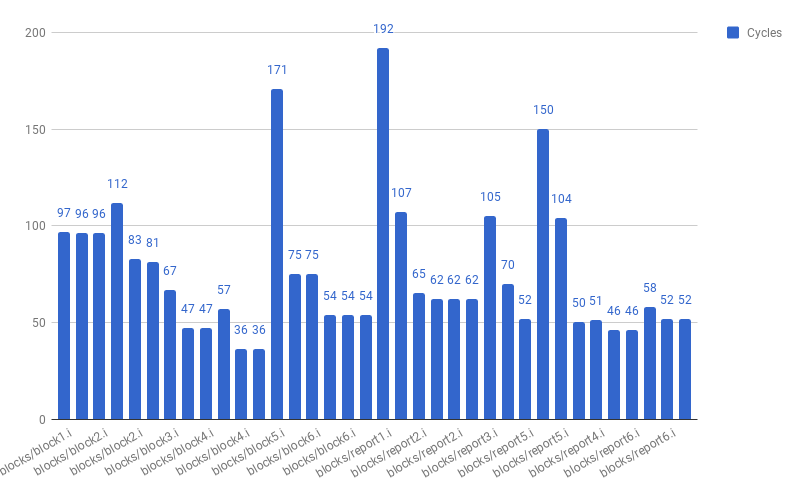 200
150
100
50
0
97 96 96 112 83 81 67 47 47 57 36 36 171 75 75 54 54 54 192 107 65 62 62 62 105 70 52 150 104 50 51 46 46 58 52 52
blocks/block1.i
blocks/block2.i
blocks/block2.i
blocks/block3.i
blocks/block4.i
blocks/block4.i
blocks/block5.i
blocks/block6.i
blocks/block6.i
blocks/report1.i
blocks/report2.i
blocks/report2.i
blocks/report3.i
blocks/report5.i
blocks/report5.i
blocks/report4.i
blocks/report6.i
blocks/report6.i
Cycles